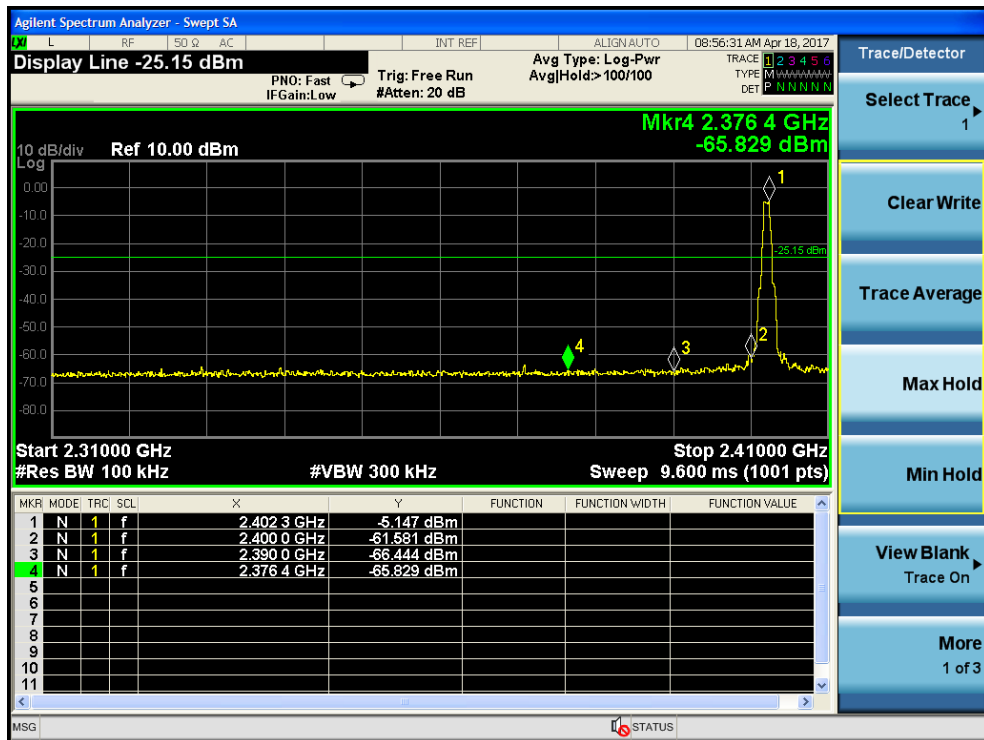 Agilent Spectrum Analyzer - Swept SA
LXI L RF 50 Ω AC INT REF ALIGNAUTO 08:56:31 AM Apr 18, 2017
Display Line -25.15 dBm
PNO: Fast
IFGain:Low
Trig: Free Run
#Atten: 20 dB
Avg Type: Log-Pwr
Avg|Hold:> 100/100
TRACE 1 2 3 4 5 6
TYPE M
DET P N N N N N
Mkr4 2.376 4 GHz
-65.829 dBm
10 dB/div Ref 10.00 dBm
Log
0.00
-10.0
-20.0
-30.0
-40.0
-50.0
-60.0
-70.0
-80.0
1
-25.15 dBm
2
3
4
Start 2.31000 GHz Stop 2.41000 GHz
#Res BW 100 kHz #VBW 300 kHz Sweep 9.600 ms (1001 pts)
MKR MODE TRC SCL X Y FUNCTION FUNCTION WIDTH FUNCTION VALUE
1 N 1 f 2.402 3 GHz -5.147 dBm
2 N 1 f 2.400 0 GHz -61.581 dBm
3 N 1 f 2.390 0 GHz -66.444 dBm
4 N 1 f 2.376 4 GHz -65.829 dBm
5
6
7
8
9
10
11
MSG STATUS
Trace/Detector
Select Trace
1
Clear Write
Trace Average
Max Hold
Min Hold
View Blank
Trace On
More
1 of 3